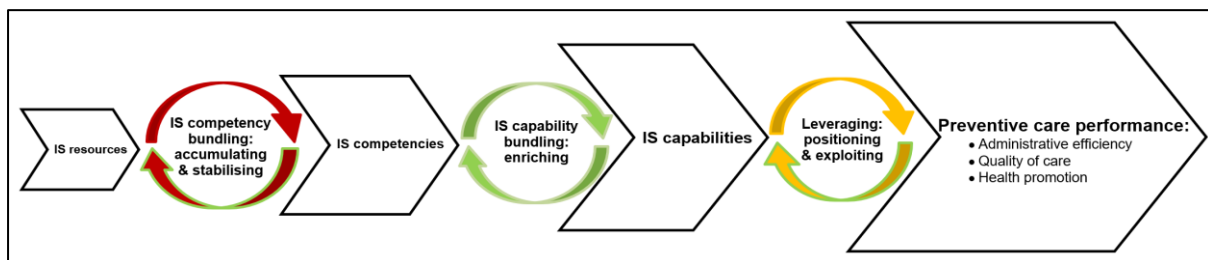 IS resources
IS competency
bundling:
accumulating
& stabilising
IS competencies
IS capability
bundling:
enriching
IS capabilities
Leveraging:
positioning
& exploiting
Preventive care performance:
• Administrative efficiency
• Quality of care
• Health promotion